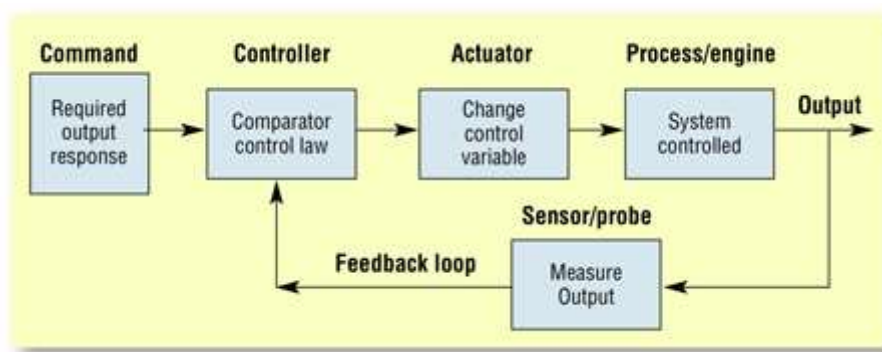 Command
Controller
Actuator
Process/engine
Required
output
response
Comparator
control law
Change
control
variable
System
controlled
Output
Sensor/probe
Feedback loop
Measure
Output